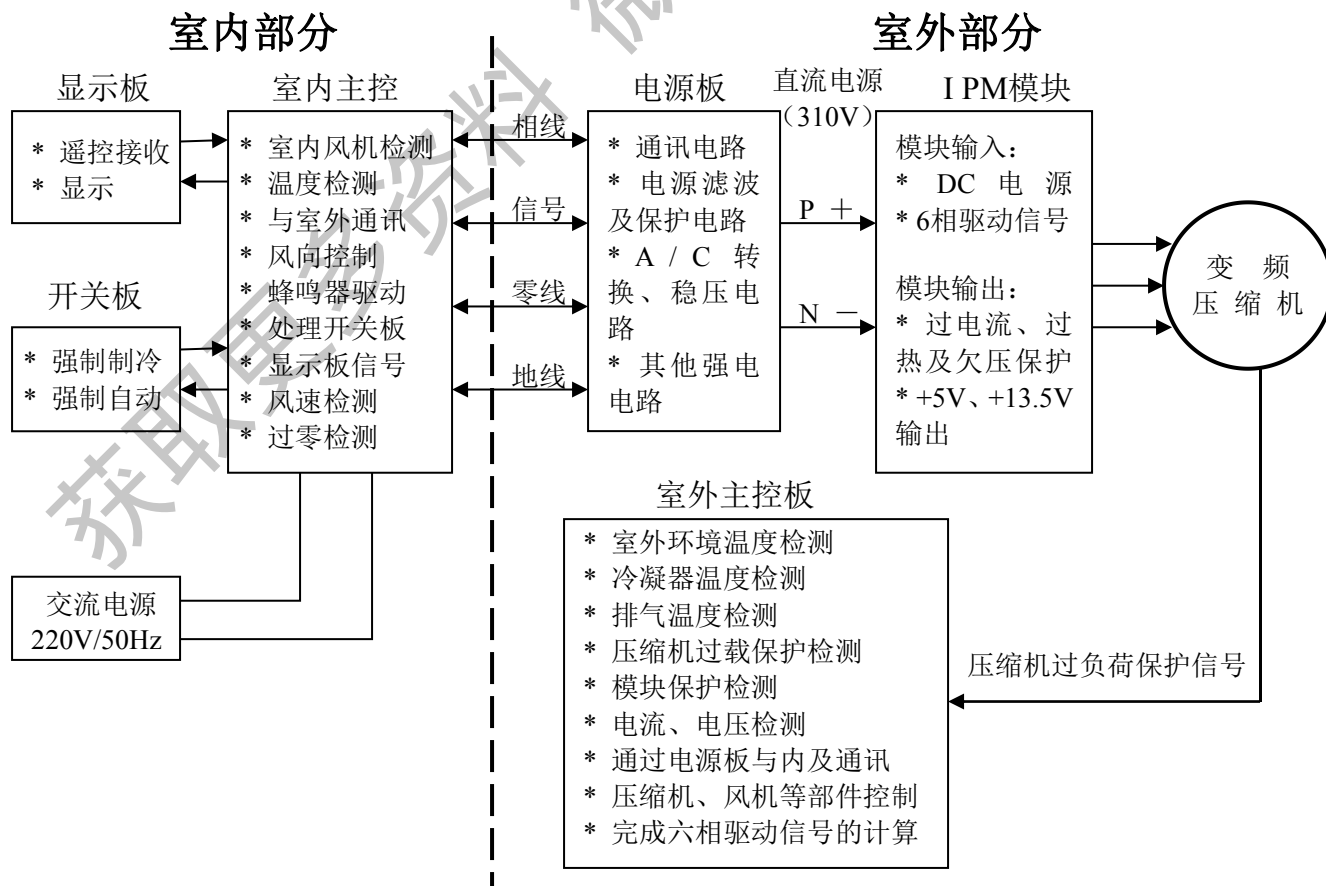 室内部分
室外部分
显示板
* 遥控接收
* 显示
开关板
* 强制制冷
* 强制自动
交流电源
220V/50Hz
室内主控
* 室内风机检测
* 温度检测
* 与室外通讯
* 风向控制
* 蜂鸣器驱动
* 处理开关板
* 显示板信号
* 风速检测
* 过零检测
相线
信号
零线
地线
电源板
* 通讯电路
* 电源滤波
及保护电路
* A / C 转
换、稳压电
路
* 其他强电
电路
直流电源
（310V）
P ＋
N －
I PM模块
模块输入：
* DC 电 源
* 6相驱动信号
模块输出：
* 过电流、过
热及欠压保护
* +5V、+13.5V
输出
变 频
压 缩 机
室外主控板
* 室外环境温度检测
* 冷凝器温度检测
* 排气温度检测
* 压缩机过载保护检测
* 模块保护检测
* 电流、电压检测
* 通过电源板与内及通讯
* 压缩机、风机等部件控制
* 完成六相驱动信号的计算
压缩机过负荷保护信号
获取更多资料 微